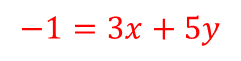 −1 = 3x + 5y